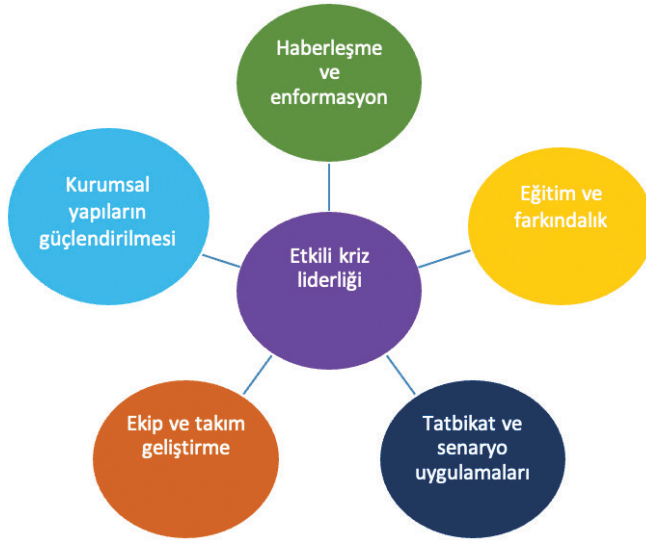 Haberleşme
ve
enformasyon
Kurumsal
yapıların
güçlendirilmesi
Eğitim ve
farkındalık
Etkili kriz
liderliği
Ekip ve takım
geliştirme
Tatbikat ve
senaryo
uygulamaları